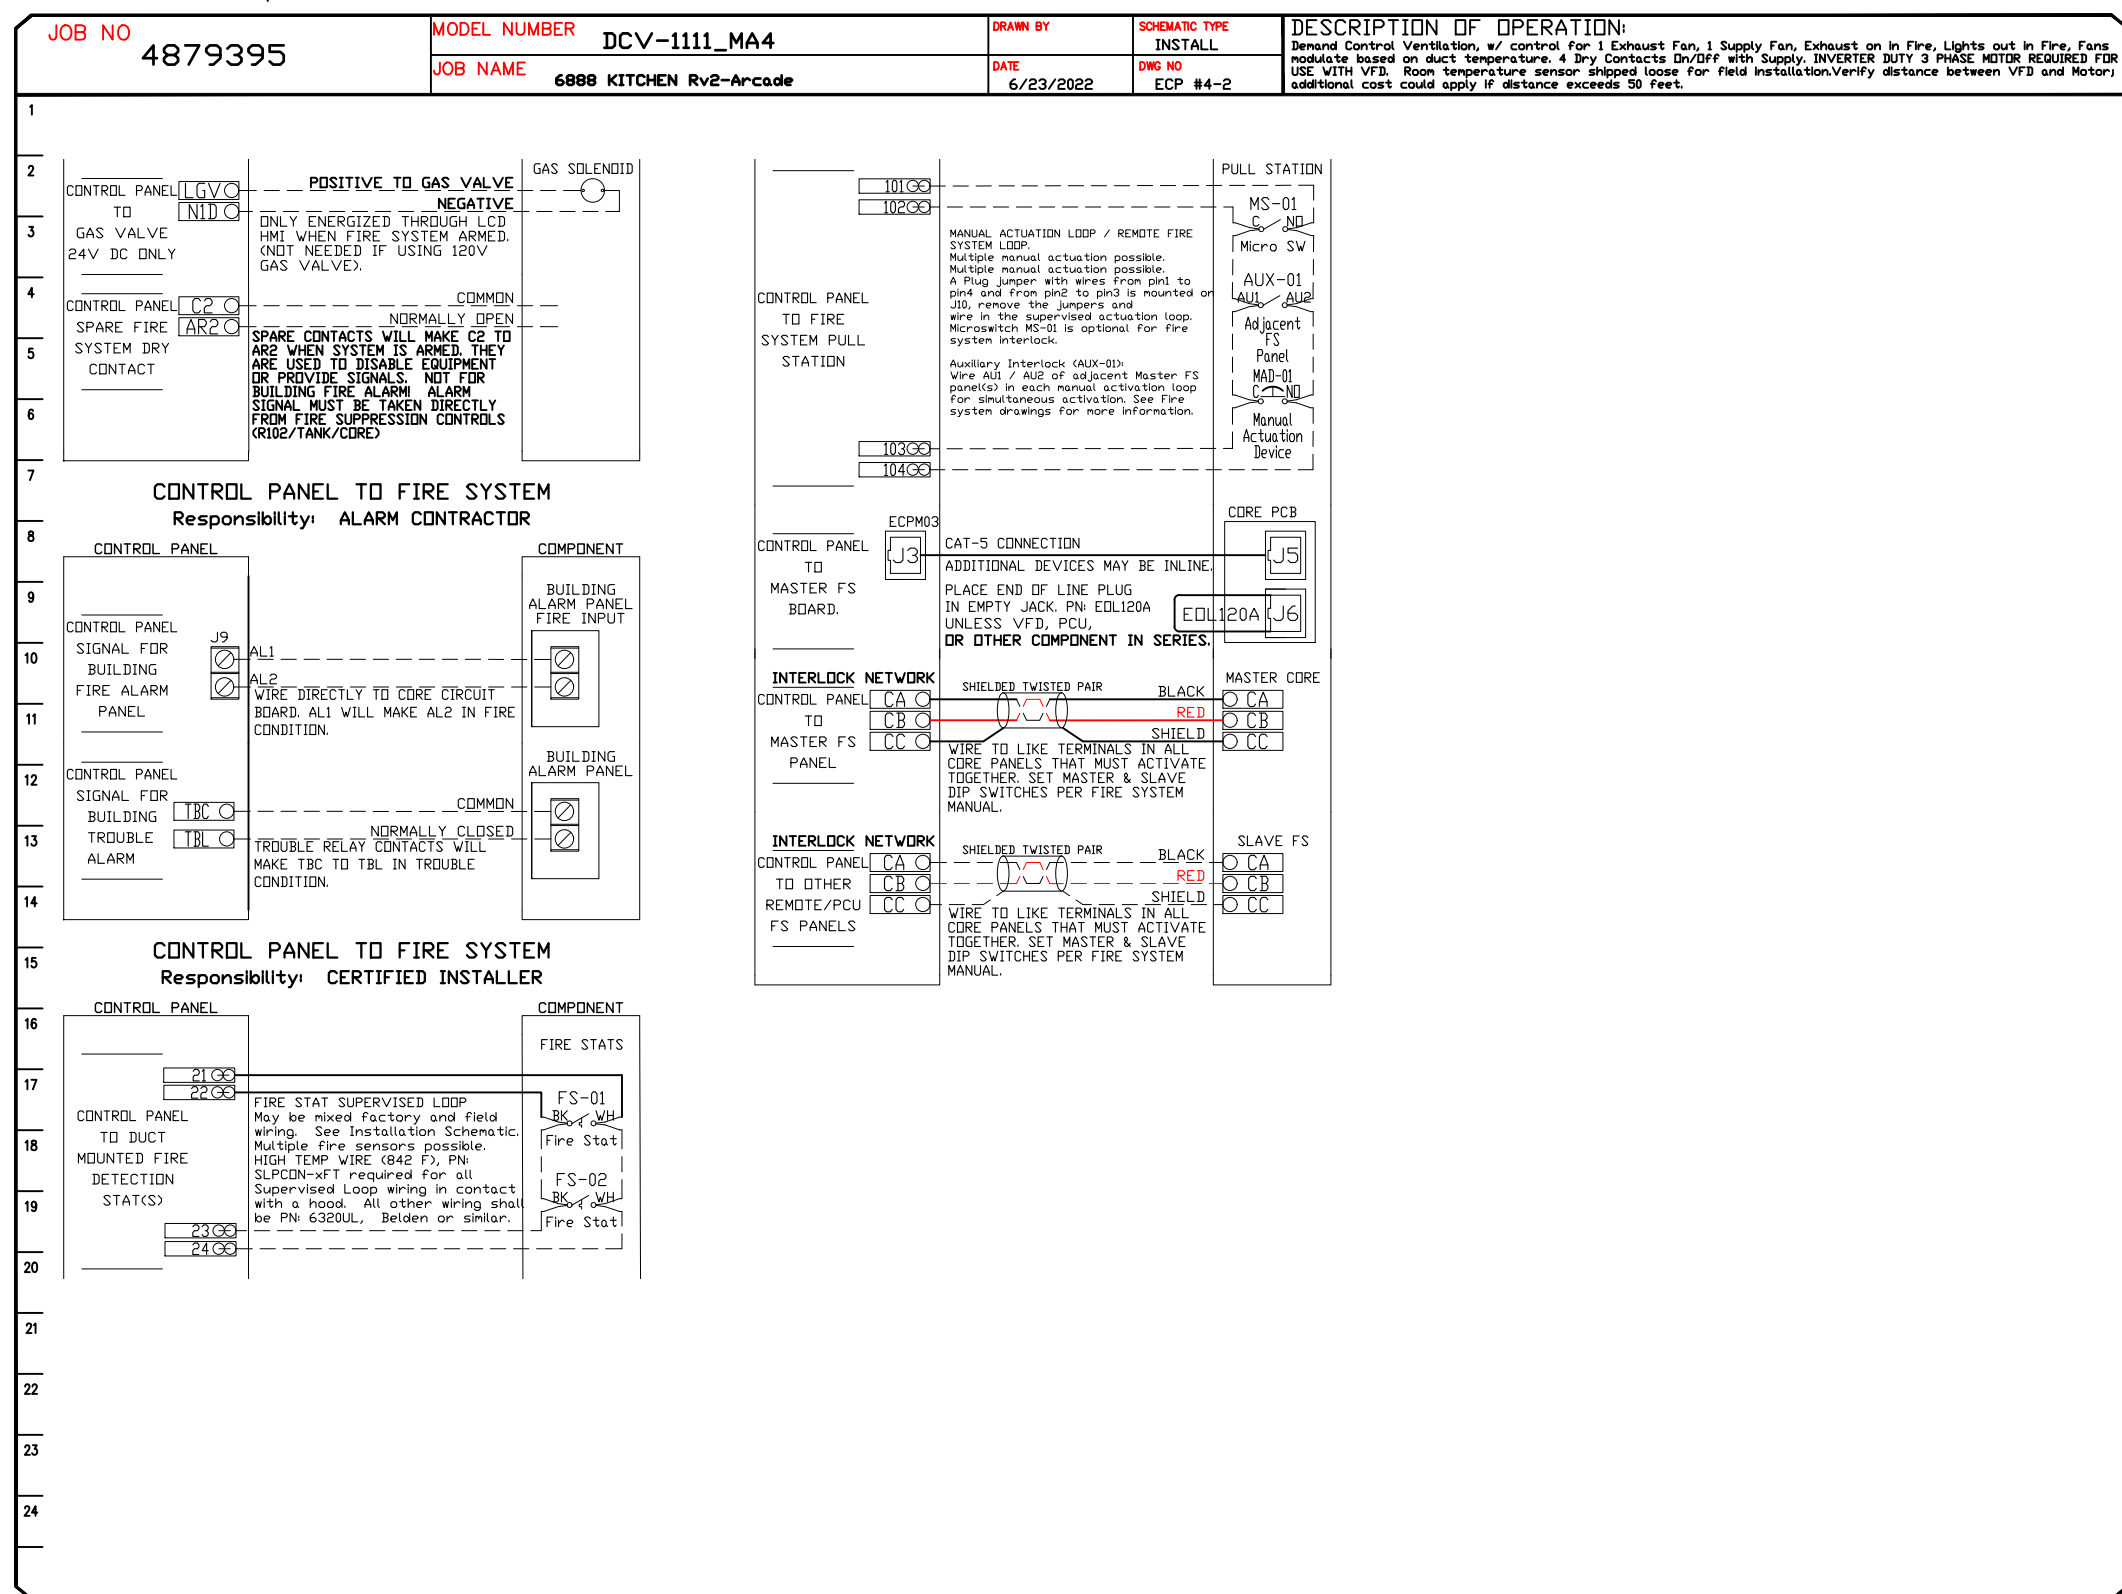 JOB NO
4879395
MODEL NUMBER
DCV-1111_MA4
JOB NAME
6888 KITCHEN Rv2-Arcade
DRAWN BY
DATE
6/23/2022
SCHEMATIC TYPE
INSTALL
DWG NO
ECP #4-2
DESCRIPTION OF OPERATION:
Demand Control Ventilation, w/ control for 1 Exhaust Fan, 1 Supply Fan, Exhaust on in Fire, Lights out in Fire, Fans
modulate based on duct temperature. 4 Dry Contacts On/Off with Supply. INVERTER DUTY 3 PHASE MOTOR REQUIRED FOR
USE WITH VFD. Room temperature sensor shipped loose for field installation.Verify distance between VFD and Motor;
additional cost could apply if distance exceeds 50 feet.
1
2
3
4
5
6
7
8
9
10
11
12
13
14
15
16
17
18
19
20
21
22
23
24
CONTROL PANEL
TO
GAS VALVE
24V DC ONLY
LGV
N1D
POSITIVE TO GAS VALVE
NEGATIVE
ONLY ENERGIZED THROUGH LCD
HMI WHEN FIRE SYSTEM ARMED.
(NOT NEEDED IF USING 120V
GAS VALVE).
GAS SOLENOID
CONTROL PANEL
SPARE FIRE
SYSTEM DRY
CONTACT
C2
AR2
COMMON
NORMALLY OPEN
SPARE CONTACTS WILL MAKE C2 TO
AR2 WHEN SYSTEM IS ARMED. THEY
ARE USED TO DISABLE EQUIPMENT
OR PROVIDE SIGNALS. NOT FOR
BUILDING FIRE ALARM! ALARM
SIGNAL MUST BE TAKEN DIRECTLY
FROM FIRE SUPPRESSION CONTROLS
(R102/TANK/CORE)
CONTROL PANEL TO FIRE SYSTEM
Responsibility: ALARM CONTRACTOR
CONTROL PANEL
COMPONENT
CONTROL PANEL
SIGNAL FOR
BUILDING
FIRE ALARM
PANEL
J9
AL1
AL2
WIRE DIRECTLY TO CORE CIRCUIT
BOARD. AL1 WILL MAKE AL2 IN FIRE
CONDITION.
BUILDING
ALARM PANEL
FIRE INPUT
CONTROL PANEL
SIGNAL FOR
BUILDING
TROUBLE
ALARM
TBC
TBL
COMMON
NORMALLY CLOSED
TROUBLE RELAY CONTACTS WILL
MAKE TBC TO TBL IN TROUBLE
CONDITION.
BUILDING
ALARM PANEL
CONTROL PANEL TO FIRE SYSTEM
Responsibility: CERTIFIED INSTALLER
CONTROL PANEL
COMPONENT
CONTROL PANEL
TO DUCT
MOUNTED FIRE
DETECTION
STAT(S)
21
22
23
24
FIRE STAT SUPERVISED LOOP
May be mixed factory and field
wiring. See Installation Schematic.
Multiple fire sensors possible.
HIGH TEMP WIRE (842 F), PN:
SLPCON-xFT required for all
Supervised Loop wiring in contact
with a hood. All other wiring shall
be PN: 6320UL, Belden or similar.
FIRE STATS
FS-01
BK WH
Fire Stat
FS-02
BK WH
Fire Stat
CONTROL PANEL
TO FIRE
SYSTEM PULL
STATION
101
102
103
104
MANUAL ACTUATION LOOP / REMOTE FIRE
SYSTEM LOOP.
Multiple manual actuation possible.
Multiple manual actuation possible.
A Plug jumper with wires from pin1 to
pin4 and from pin2 to pin3 is mounted on
J10, remove the jumpers and
wire in the supervised actuation loop.
Microswitch MS-01 is optional for fire
system interlock.
Auxiliary Interlock (AUX-01):
Wire AU1 / AU2 of adjacent Master FS
panel(s) in each manual activation loop
for simultaneous activation. See Fire
system drawings for more information.
PULL STATION
MS-01
C NO
Micro SW
AUX-01
AU1 AU2
Adjacent
FS
Panel
MAD-01
C NO
Manual
Actuation
Device
CONTROL PANEL
TO
MASTER FS
BOARD.
ECPM03
J3
CAT-5 CONNECTION
ADDITIONAL DEVICES MAY BE INLINE.
PLACE END OF LINE PLUG
IN EMPTY JACK. PN: EOL120A
UNLESS VFD, PCU,
OR OTHER COMPONENT IN SERIES.
CORE PCB
J5
EOL120A
J6
INTERLOCK NETWORK
CONTROL PANEL
TO
MASTER FS
PANEL
CA
CB
CC
SHIELDED TWISTED PAIR
BLACK
RED
SHIELD
WIRE TO LIKE TERMINALS IN ALL
CORE PANELS THAT MUST ACTIVATE
TOGETHER. SET MASTER & SLAVE
DIP SWITCHES PER FIRE SYSTEM
MANUAL.
MASTER CORE
CA
CB
CC
INTERLOCK NETWORK
CONTROL PANEL
TO OTHER
REMOTE/PCU
FS PANELS
CA
CB
CC
SHIELDED TWISTED PAIR
BLACK
RED
SHIELD
WIRE TO LIKE TERMINALS IN ALL
CORE PANELS THAT MUST ACTIVATE
TOGETHER. SET MASTER & SLAVE
DIP SWITCHES PER FIRE SYSTEM
MANUAL.
SLAVE FS
CA
CB
CC